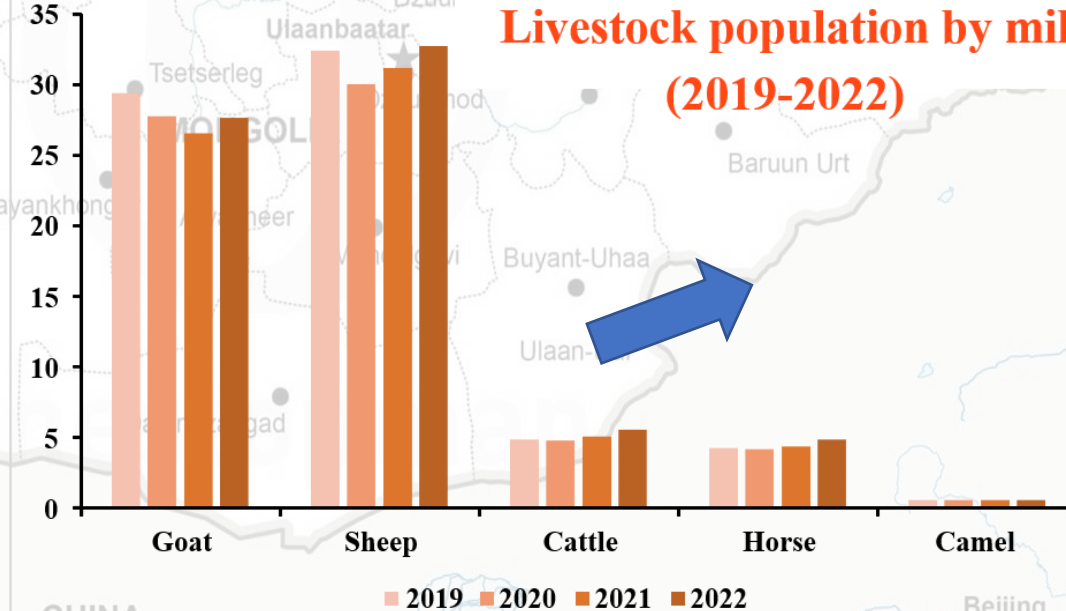 Livestock population by mil
(2019-2022)
35
30
25
20
15
10
5
0
Goat Sheep Cattle Horse Camel
2019 2020 2021 2022
Ulaanbaatar
Tsetserleg
Baruun Urt
Buyant-Uhaa
CHINA
Beijing